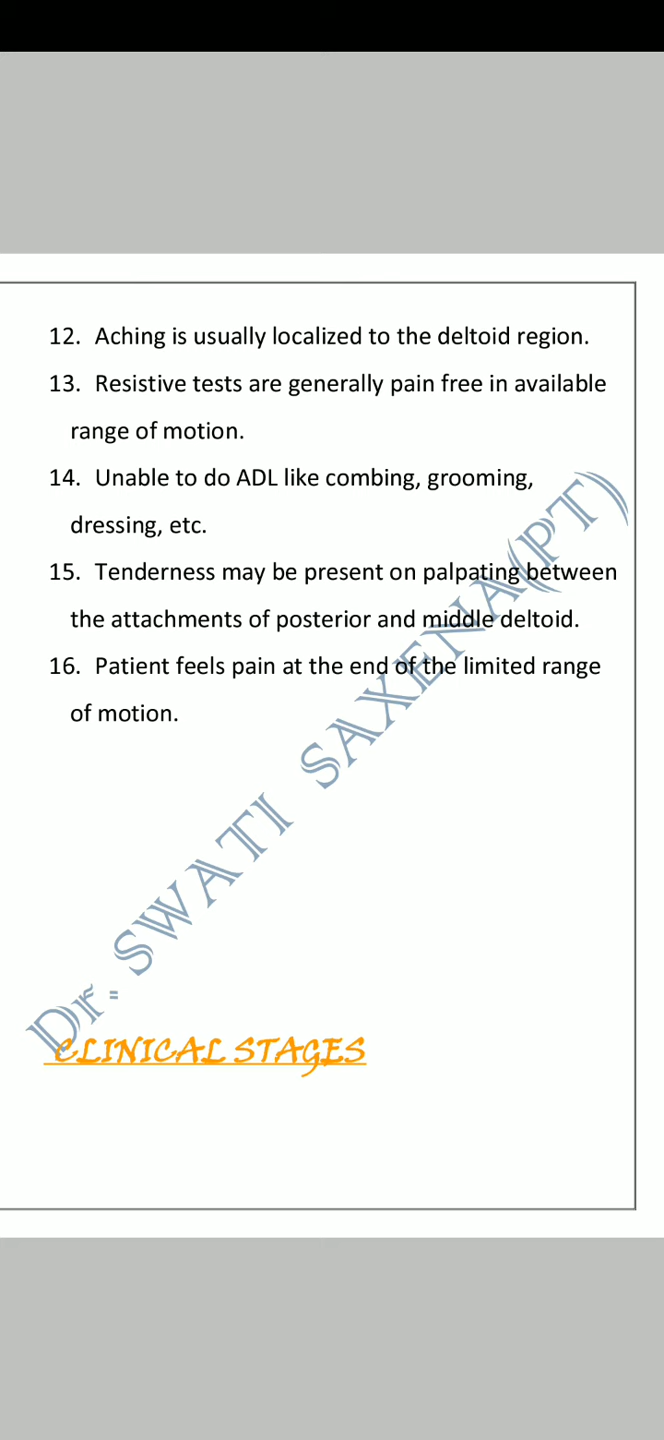 12. Aching is usually localized to the deltoid region.
13. Resistive tests are generally pain free in available
range of motion.
14. Unable to do ADL like combing, grooming,
dressing, etc.
15. Tenderness may be present on palpating between
the attachments of posterior and middle deltoid.
16. Patient feels pain at the end of the limited range
of motion.
Dr. SWATI SAXENA(PT)
CLINICAL STAGES